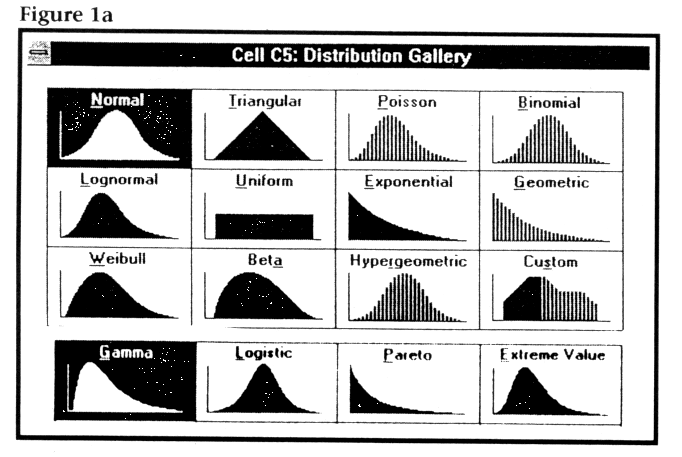 Figure 1a
Cell C5: Distribution Gallery
Normal Triangular Poisson Binomial
Lognormal Uniform Exponential Geometric
Weibull Beta Hypergeometric Custom
Gamma Logistic Pareto Extreme Value